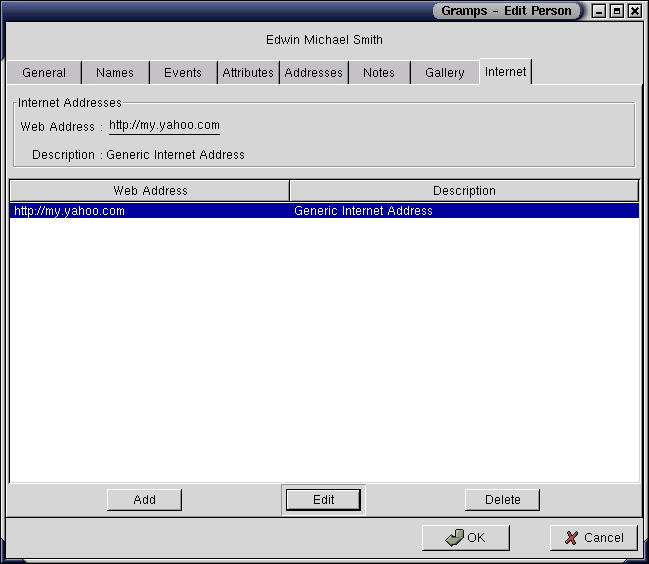 Gramps - Edit Person
Edwin Michael Smith
General Names Events Attributes Addresses Notes Gallery Internet
Internet Addresses
Web Address : http://my.yahoo.com
Description : Generic Internet Address
Web Address Description
http://my.yahoo.com Generic Internet Address
Add Edit Delete
OK Cancel